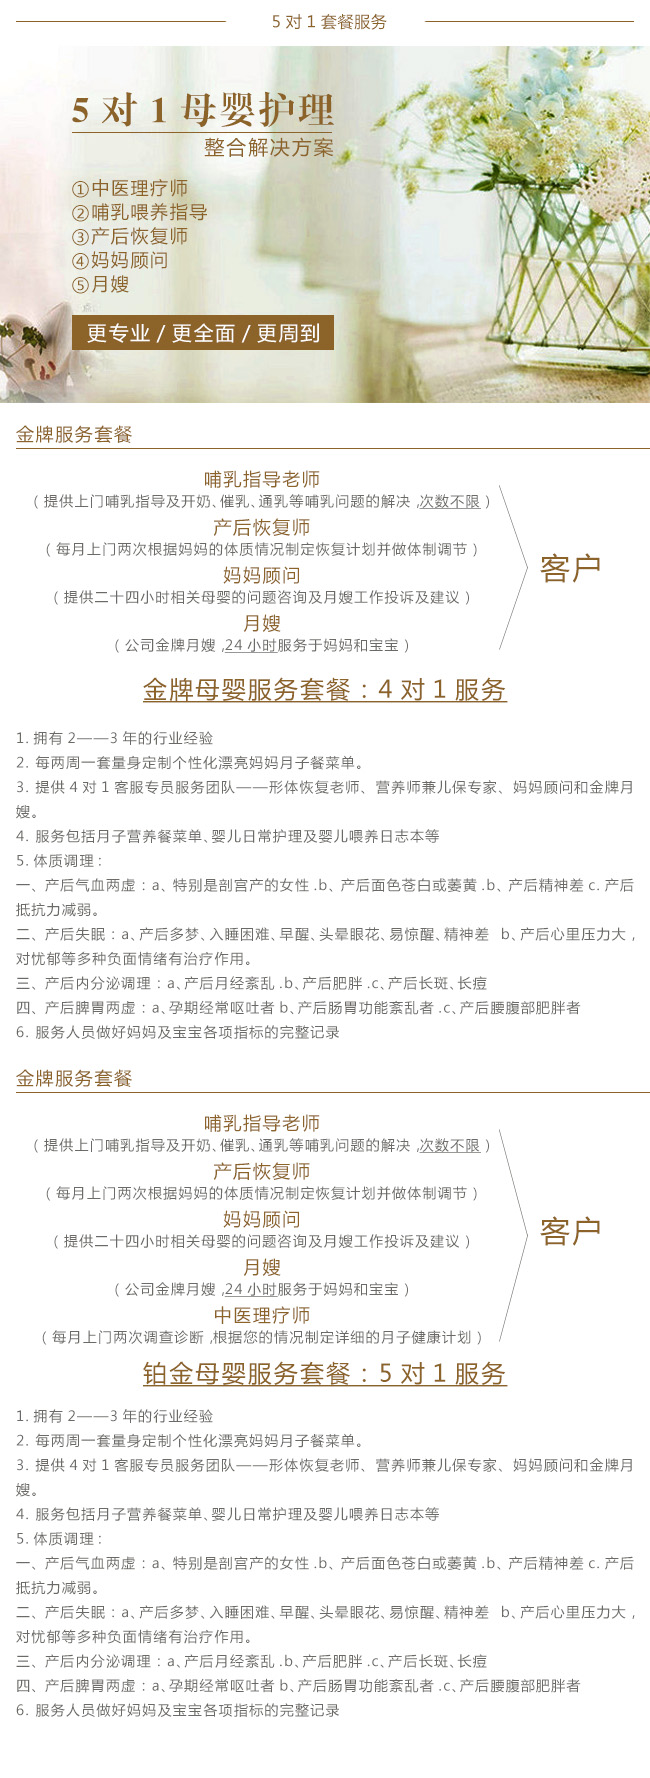 5 对 1 套餐服务
5 对 1 母婴护理
整合解决方案
①中医理疗师
②哺乳喂养指导
③产后恢复师
④妈妈顾问
⑤月嫂
更专业 / 更全面 / 更周到
金牌服务套餐
哺乳指导老师
( 提供上门哺乳指导及开奶、催乳、通乳等哺乳问题的解决 ,次数不限 )
产后恢复师
( 每月上门两次根据妈妈的体质情况制定恢复计划并做体制调节 )
妈妈顾问
( 提供二十四小时相关母婴的问题咨询及月嫂工作投诉及建议 )
月嫂
( 公司金牌月嫂 ,24 小时服务于妈妈和宝宝 )
客户
金牌母婴服务套餐 : 4 对 1 服务
1. 拥有 2——3 年的行业经验
2. 每两周一套量身定制个性化漂亮妈妈月子餐菜单。
3. 提供 4 对 1 客服专员服务团队——形体恢复老师、营养师兼儿保专家、妈妈顾问和金牌月
嫂。
4. 服务包括月子营养餐菜单、婴儿日常护理及婴儿喂养日志本等
5. 体质调理 :
一、产后气血两虚 : a、特别是剖宫产的女性 .b、产后面色苍白或萎黄 .b、产后精神差 c. 产后
抵抗力减弱。
二、产后失眠 : a、产后多梦、入睡困难、早醒、头晕眼花、易惊醒、精神差 b、产后心里压力大 ,
对忧郁等多种负面情绪有治疗作用。
三、产后内分泌调理 : a、产后月经紊乱 .b、产后肥胖 .c、产后长斑、长痘
四、产后脾胃两虚 : a、孕期经常呕吐者 b、产后肠胃功能紊乱者 .c、产后腰腹部肥胖者
6. 服务人员做好妈妈及宝宝各项指标的完整记录
金牌服务套餐
哺乳指导老师
( 提供上门哺乳指导及开奶、催乳、通乳等哺乳问题的解决 ,次数不限 )
产后恢复师
( 每月上门两次根据妈妈的体质情况制定恢复计划并做体制调节 )
妈妈顾问
( 提供二十四小时相关母婴的问题咨询及月嫂工作投诉及建议 )
月嫂
( 公司金牌月嫂 ,24 小时服务于妈妈和宝宝 )
中医理疗师
( 每月上门两次调查诊断 ,根据您的情况制定详细的月子健康计划 )
客户
铂金母婴服务套餐 : 5 对 1 服务
1. 拥有 2——3 年的行业经验
2. 每两周一套量身定制个性化漂亮妈妈月子餐菜单。
3. 提供 4 对 1 客服专员服务团队——形体恢复老师、营养师兼儿保专家、妈妈顾问和金牌月
嫂。
4. 服务包括月子营养餐菜单、婴儿日常护理及婴儿喂养日志本等
5. 体质调理 :
一、产后气血两虚 : a、特别是剖宫产的女性 .b、产后面色苍白或萎黄 .b、产后精神差 c. 产后
抵抗力减弱。
二、产后失眠 : a、产后多梦、入睡困难、早醒、头晕眼花、易惊醒、精神差 b、产后心里压力大 ,
对忧郁等多种负面情绪有治疗作用。
三、产后内分泌调理 : a、产后月经紊乱 .b、产后肥胖 .c、产后长斑、长痘
四、产后脾胃两虚 : a、孕期经常呕吐者 b、产后肠胃功能紊乱者 .c、产后腰腹部肥胖者
6. 服务人员做好妈妈及宝宝各项指标的完整记录